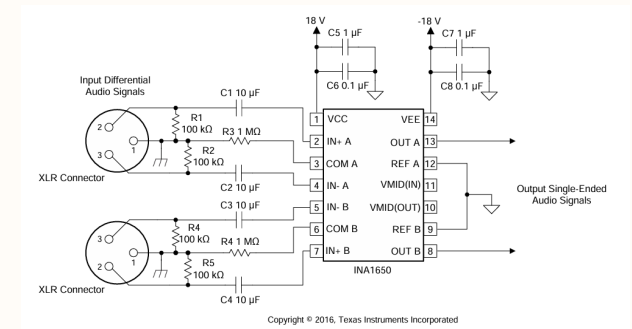 18 V
-18 V
C5 1 µF
C7 1 µF
C6 0.1 µF
C8 0.1 µF
Input Differential
Audio Signals
C1 10 µF
R1
100 kΩ
R3 1 MΩ
2
1
3
R2
100 kΩ
C2 10 µF
XLR Connector
C3 10 µF
R4
100 kΩ
R4 1 MΩ
3
1
2
R5
100 kΩ
C4 10 µF
XLR Connector
1 VCC
VEE 14
2 IN+ A
OUT A 13
3 COM A
REF A 12
4 IN- A
VMID(IN) 11
5 IN- B
VMID(OUT) 10
6 COM B
REF B 9
7 IN+ B
OUT B 8
INA1650
Output Single-Ended
Audio Signals
Copyright © 2016, Texas Instruments Incorporated